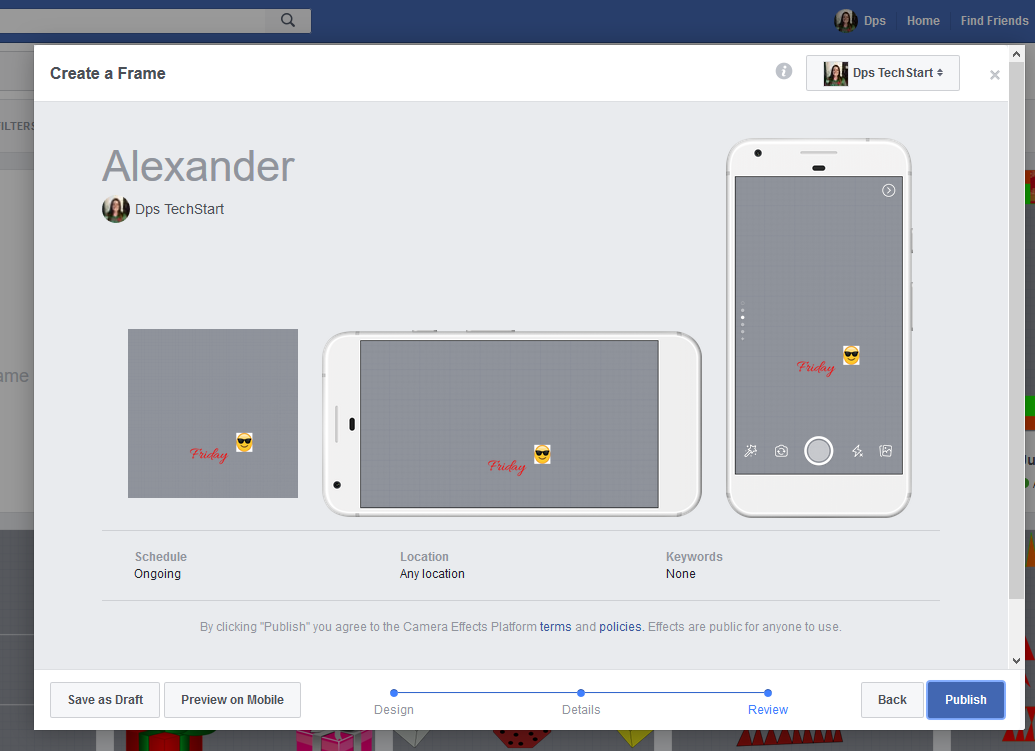 Dps
Home
Find Friends
Create a Frame
Dps TechStart
Alexander
Dps TechStart
Friday
Friday
Friday
Schedule
Ongoing
Location
Any location
Keywords
None
By clicking "Publish" you agree to the Camera Effects Platform terms and policies. Effects are public for anyone to use.
Save as Draft
Preview on Mobile
Design
Details
Review
Back
Publish